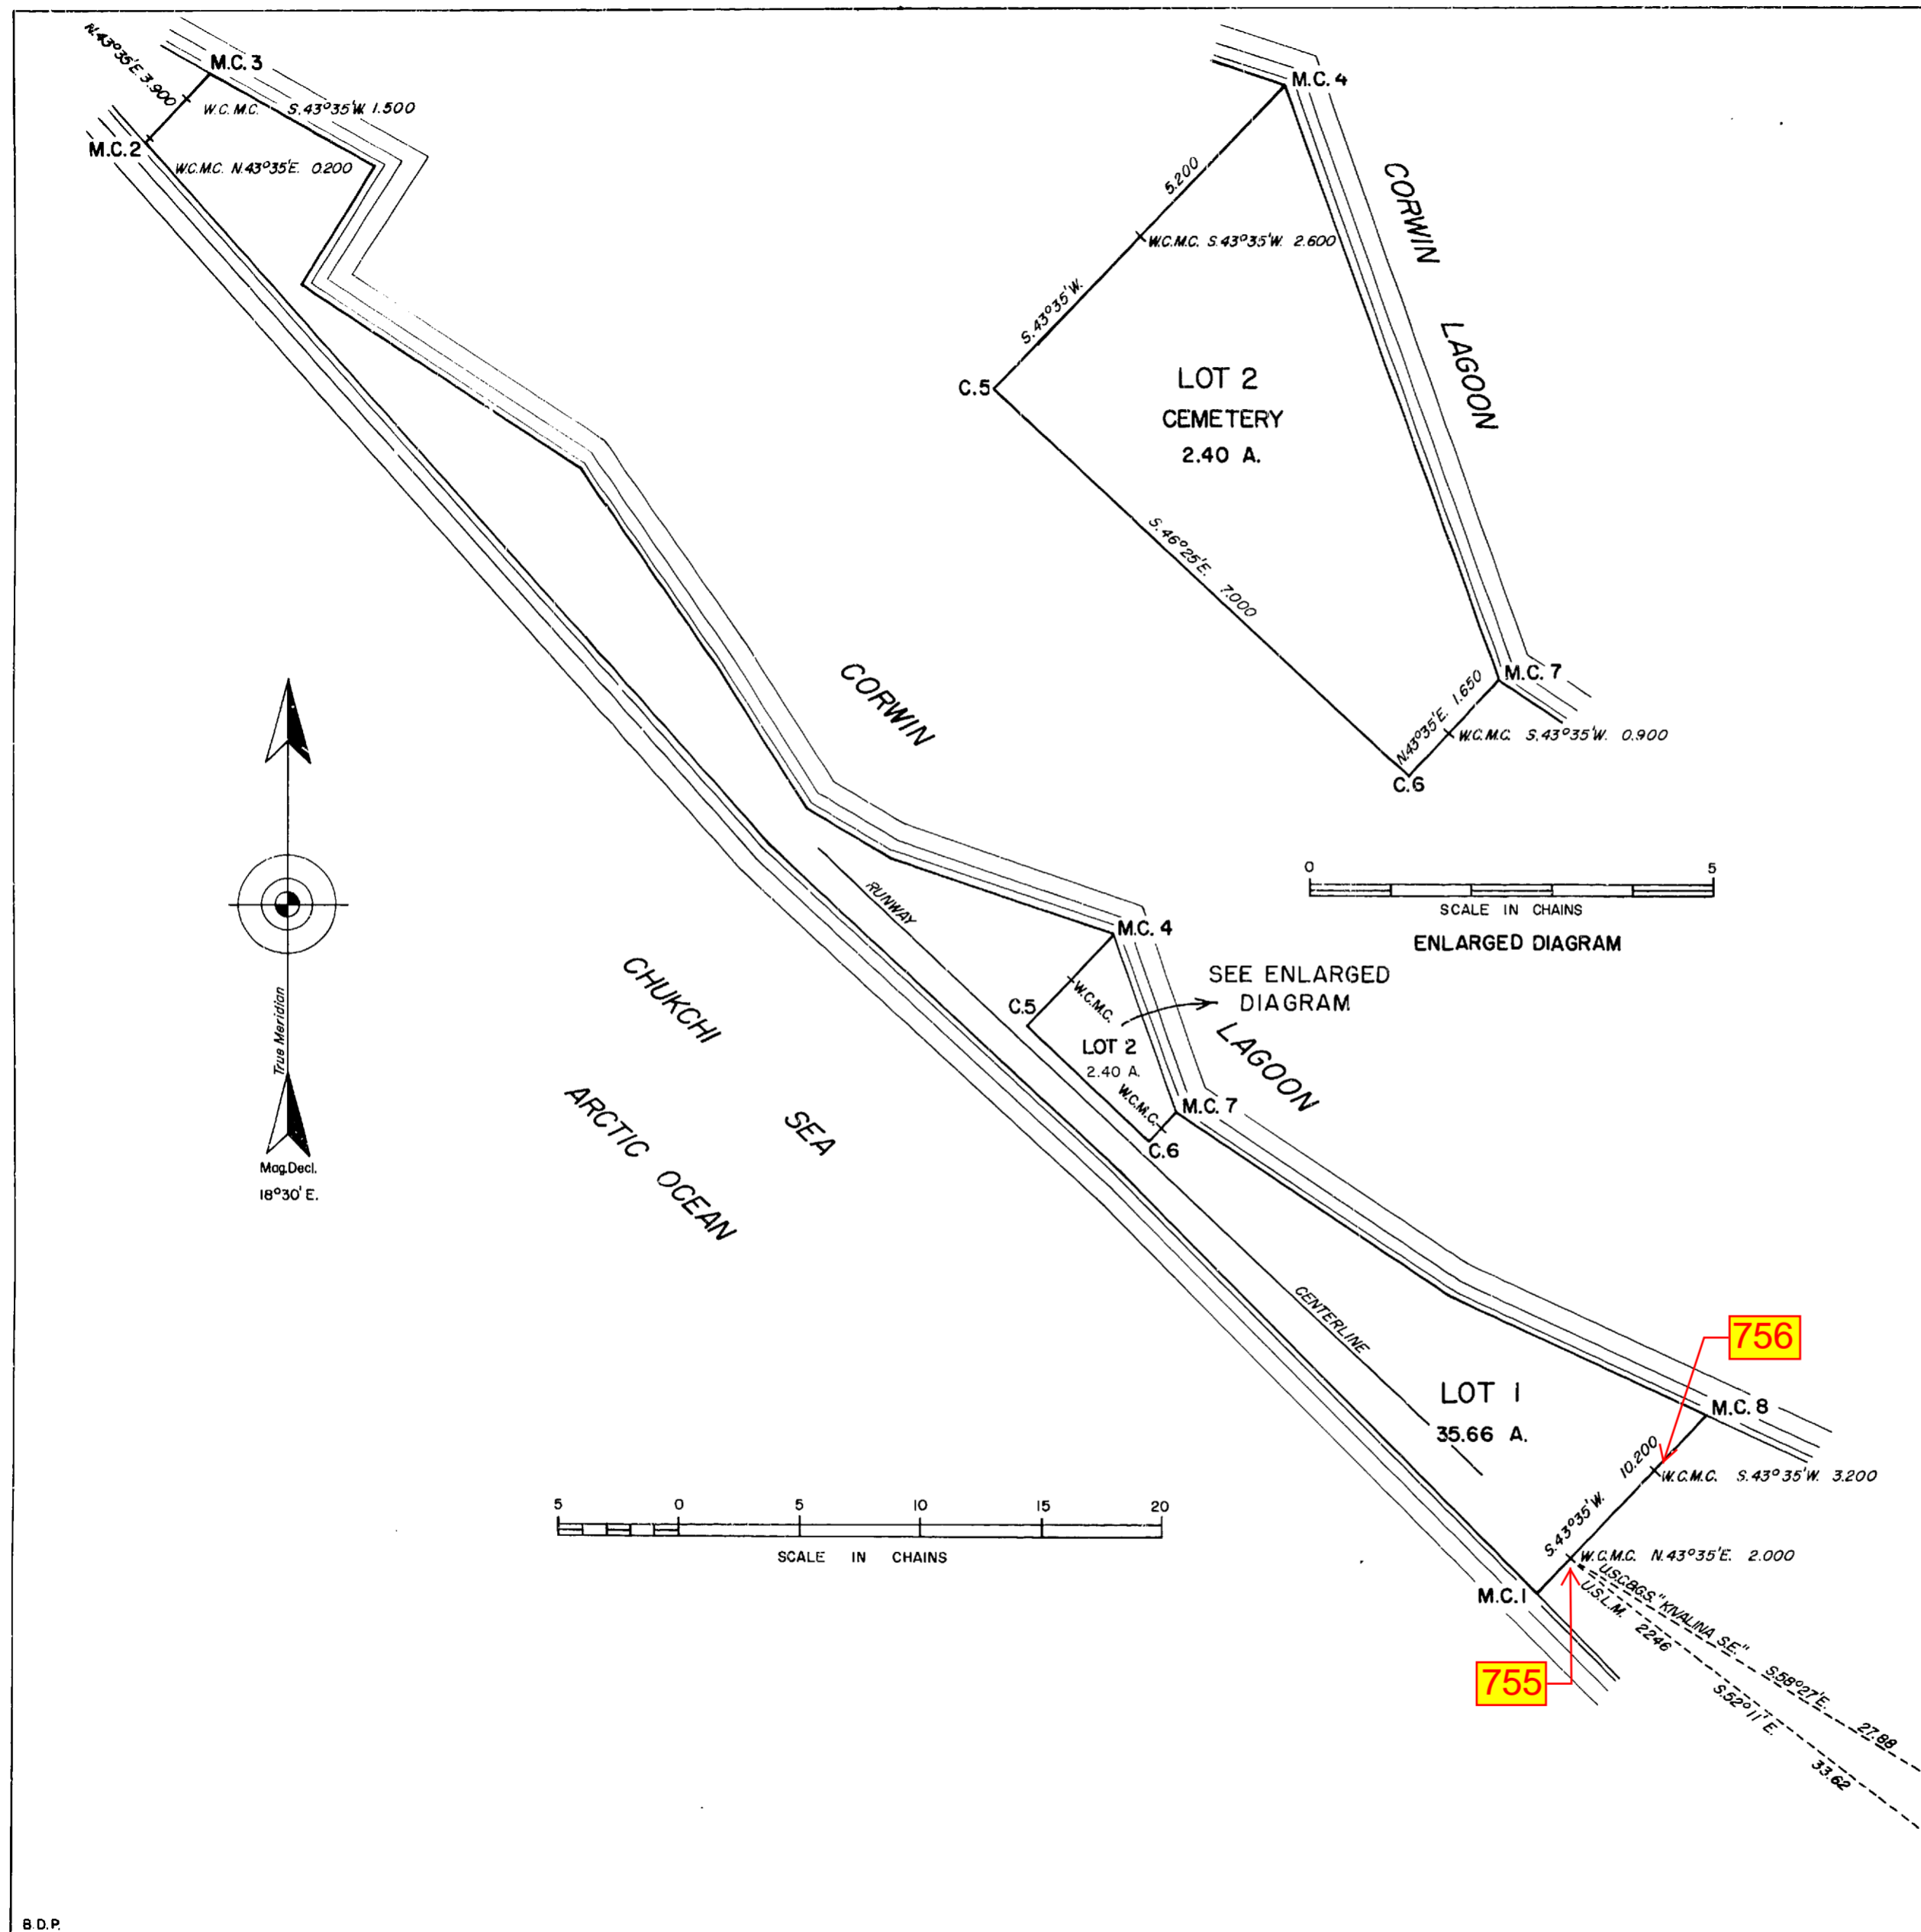 N.43°35'E. 3.900
M.C. 3
W.C.M.C. S.43°35'W. 1.500
M.C. 2
W.C.M.C. N.43°35'E. 0.200
M.C. 4
CORWIN
LAGOON
5.200
W.C.M.C. S.43°35'W. 2.600
S.43°35'W.
C.5
LOT 2
CEMETERY
2.40 A.
S.46°25'E. 7.000
M.C. 7
N.43°35'E. 1.650
W.C.M.C. S.43°35'W. 0.900
C.6
0 5
SCALE IN CHAINS
ENLARGED DIAGRAM
CORWIN
LAGOON
RUNWAY
M.C. 4
SEE ENLARGED
DIAGRAM
W.C.M.C.
C.5
LOT 2
2.40 A.
W.C.M.C.
M.C. 7
C.6
CHUKCHI
SEA
ARCTIC OCEAN
True Meridian
Mag.Decl.
18°30' E.
CENTERLINE
756
LOT 1
35.66 A.
M.C. 8
10.200
W.C.M.C. S.43°35'W. 3.200
S.43°35'W.
W.C.M.C. N.43°35'E. 2.000
M.C. 1
U.S.C.&G.S. "KIVALINA S.E." S.58°27'E. 27.88
U.S.L.M. 2246 S.52°11'E. 33.62
755
5 0 5 10 15 20
SCALE IN CHAINS
B.D.P.